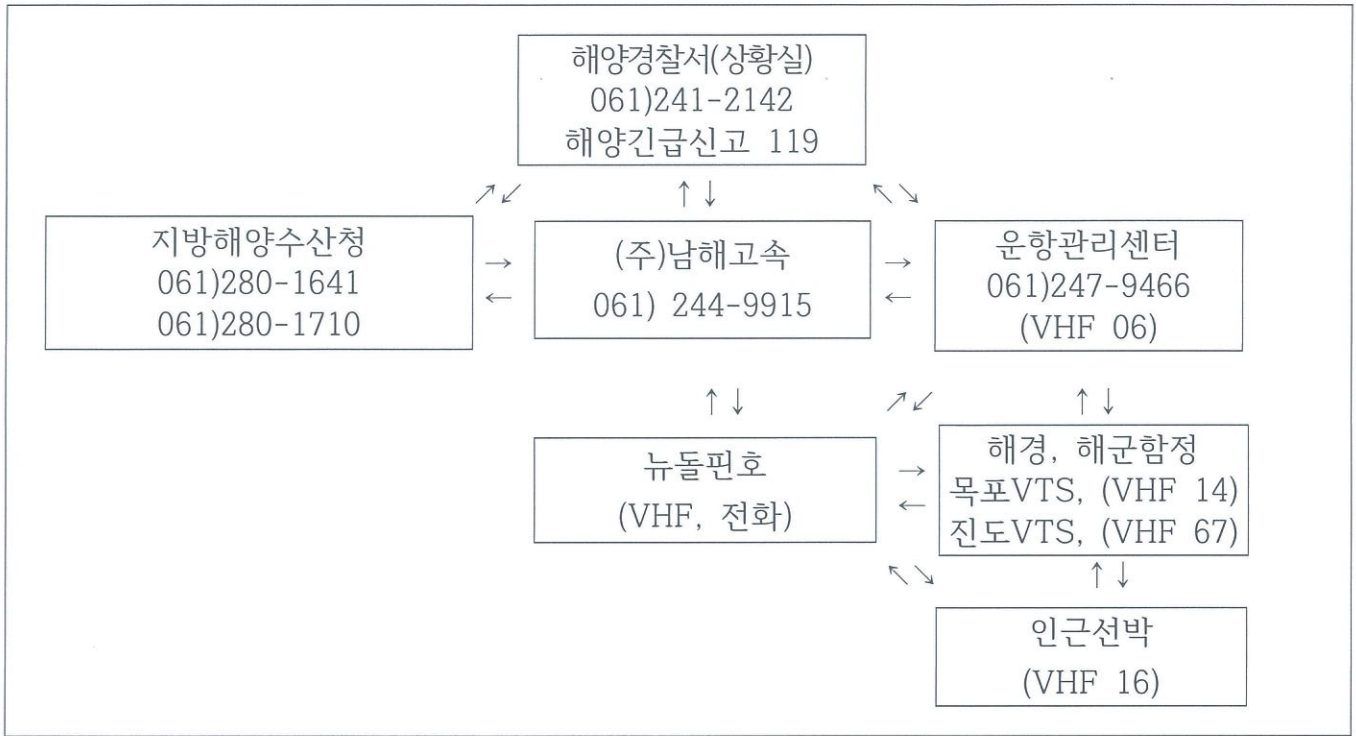 해양경찰서(상황실)
061)241-2142
해양긴급신고 119
↗↙ ↑↓ ↖↘
지방해양수산청
061)280-1641
061)280-1710
→
←
(주)남해고속
061) 244-9915
→
←
운항관리센터
061)247-9466
(VHF 06)
↑↓ ↗↙ ↑↓
뉴돌핀호
(VHF, 전화)
→
←
해경, 해군함정
목포VTS, (VHF 14)
진도VTS, (VHF 67)
↖↘ ↑↓
인근선박
(VHF 16)